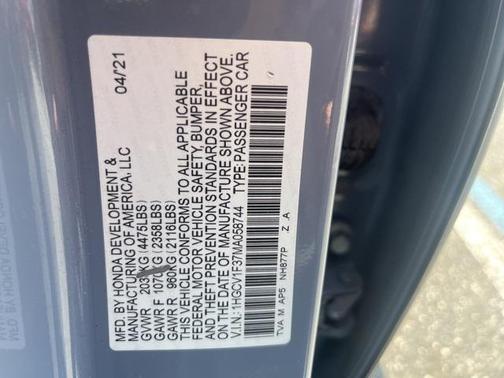 MFD. BY HONDA DEVELOPMENT & 04/21
MANUFACTURING OF AMERICA, LLC
GVWR 2031KG (4475LBS)
GAWR F 1070KG (2358LBS)
GAWR R 960KG (2116LBS)
THIS VEHICLE CONFORMS TO ALL APPLICABLE
FEDERAL MOTOR VEHICLE SAFETY, BUMPER,
AND THEFT PREVENTION STANDARDS IN EFFECT
ON THE DATE OF MANUFACTURE SHOWN ABOVE.
V.I.N.: 1HGCV1F37MA058744 TYPE:PASSENGER CAR
TVA M AP5 NH877P Z A